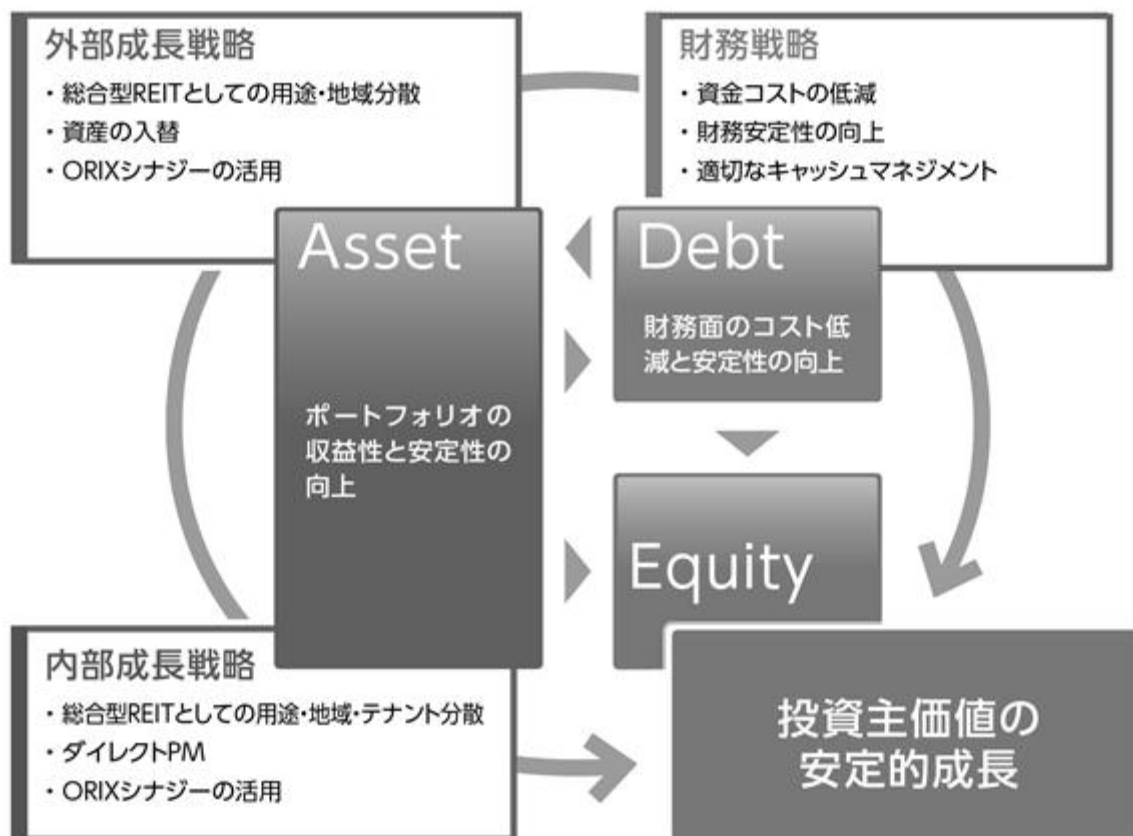 外部成長戦略
・総合型REITとしての用途・地域分散
・資産の入替
・ORIXシナジーの活用
財務戦略
・資金コストの低減
・財務安定性の向上
・適切なキャッシュマネジメント
Asset
ポートフォリオの
収益性と安定性の
向上
Debt
財務面のコスト低
減と安定性の向上
Equity
内部成長戦略
・総合型REITとしての用途・地域・テナント分散
・ダイレクトPM
・ORIXシナジーの活用
投資主価値の
安定的成長